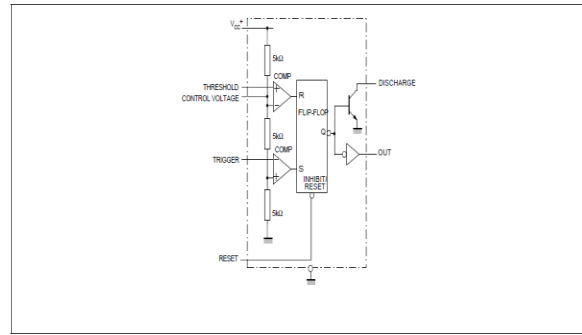 VCC+
5kΩ
COMP
THRESHOLD
CONTROL VOLTAGE
R
DISCHARGE
FLIP-FLOP
Q
5kΩ
COMP
OUT
TRIGGER
S
INHIBIT/
RESET
5kΩ
RESET